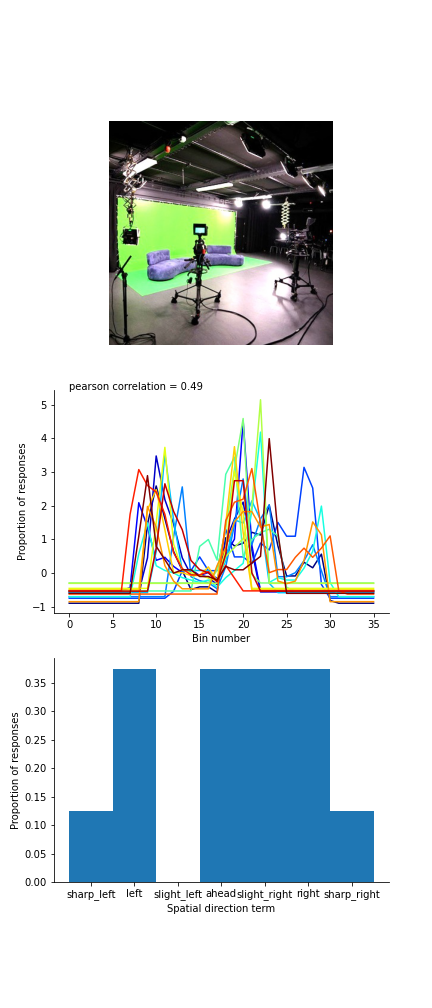 pearson correlation = 0.49
5
4
3
2
1
0
−1
Proportion of responses
0 5 10 15 20 25 30 35
Bin number
0.35
0.30
0.25
0.20
0.15
0.10
0.05
0.00
Proportion of responses
sharp_left left slight_left ahead slight_right right sharp_right
Spatial direction term